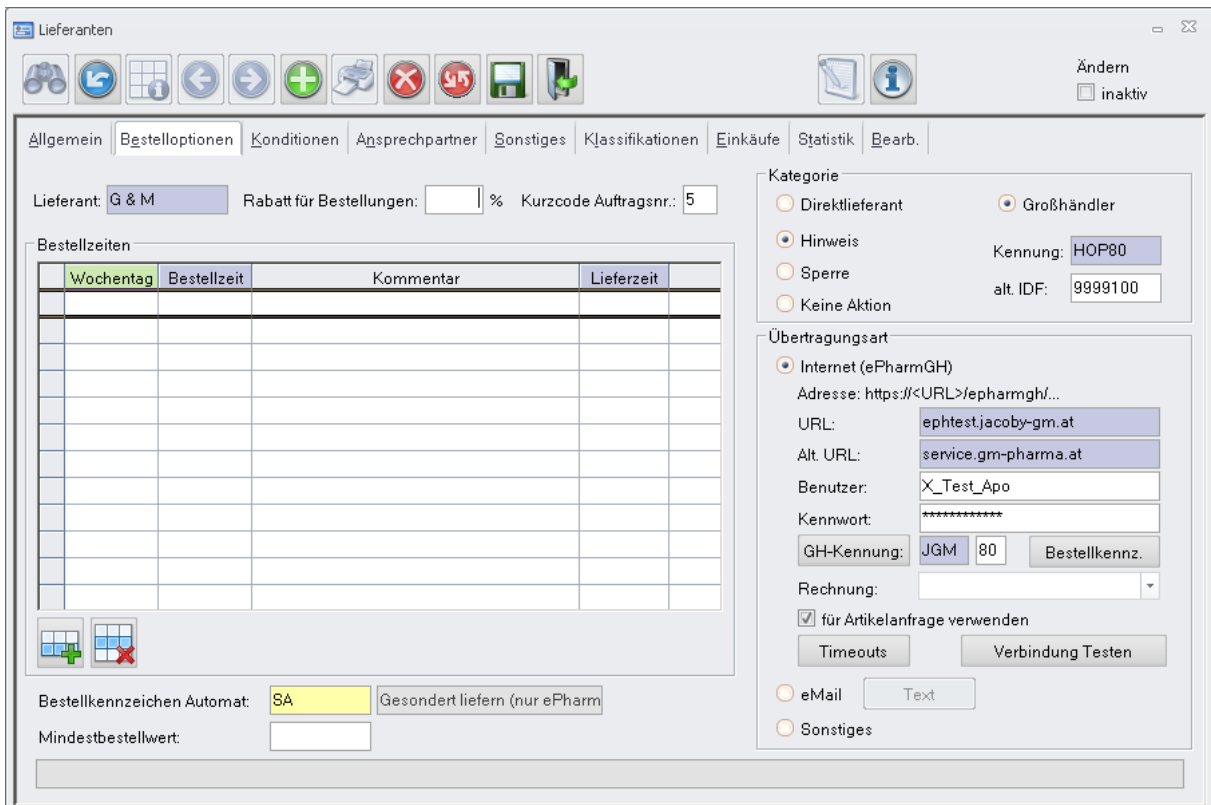 Lieferanten
Ändern
inaktiv
Allgemein Bestelloptionen Konditionen Ansprechpartner Sonstiges Klassifikationen Einkäufe Statistik Bearb.
Lieferant: G & M Rabatt für Bestellungen: % Kurzcode Auftragsnr.: 5
Bestellzeiten
Wochentag Bestellzeit Kommentar Lieferzeit
Bestellkennzeichen Automat: SA Gesondert liefern (nur ePharm
Mindestbestellwert:
Kategorie
Direktlieferant Großhändler
Hinweis Kennung: HOP80
Sperre alt. IDF: 9999100
Keine Aktion
Übertragungsart
Internet (ePharmGH)
Adresse: https://<URL>/epharmgh/...
URL: ephtest.jacoby-gm.at
Alt. URL: service.gm-pharma.at
Benutzer: X_Test_Apo
Kennwort: ************
GH-Kennung: JGM 80 Bestellkennz.
Rechnung:
für Artikelanfrage verwenden
Timeouts Verbindung Testen
eMail Text
Sonstiges